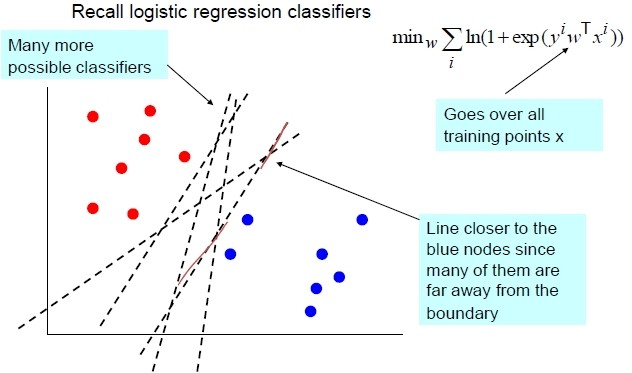 Recall logistic regression classifiers
min_w ∑_i ln(1+exp(y^i w^T x^i))
Many more
possible classifiers
Goes over all
training points x
Line closer to the
blue nodes since
many of them are
far away from the
boundary